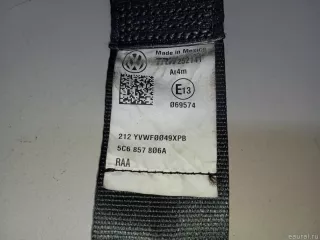 Made in Mexico
Ar4m
E13
069574
212 YVWF0049XPB
5C6 857 806A
RAA